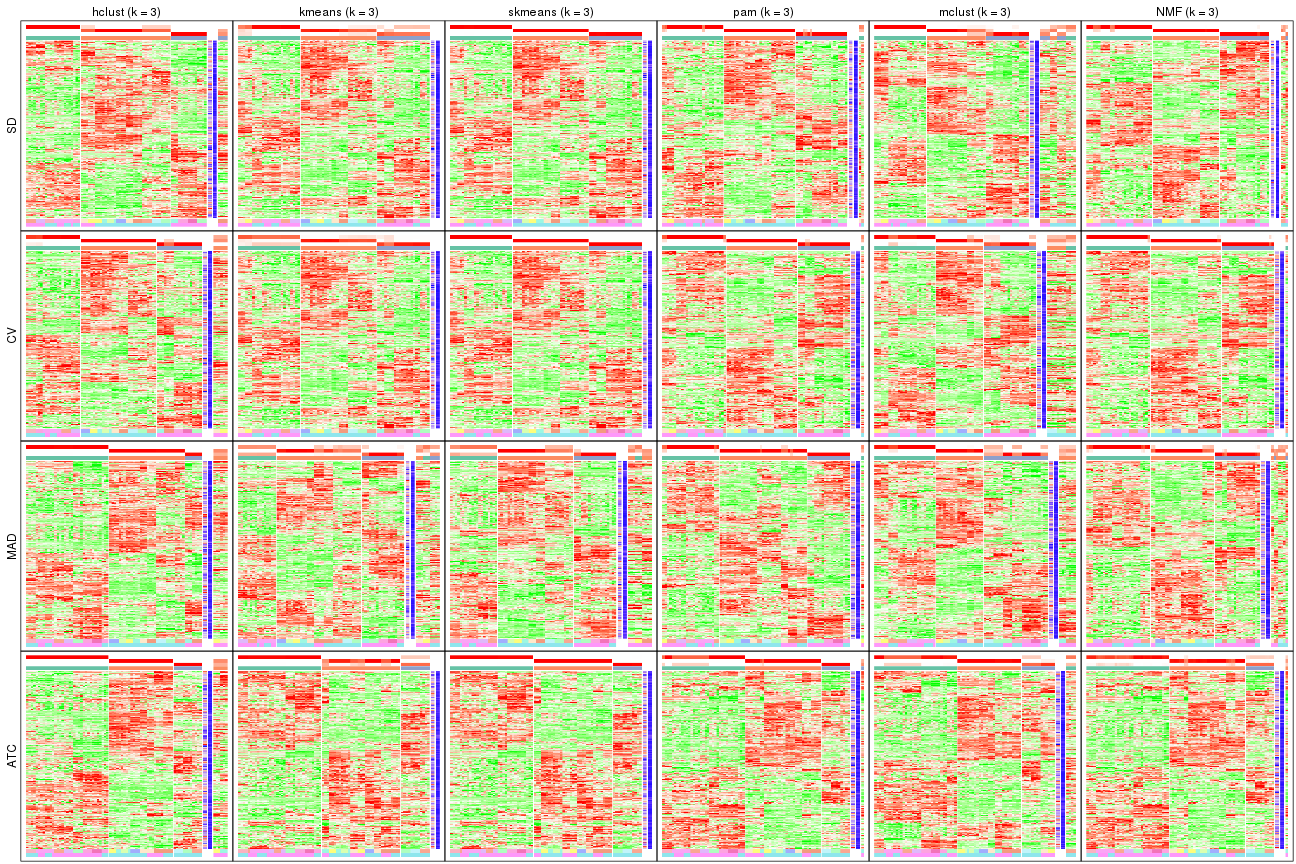 hclust (k = 3) kmeans (k = 3) skmeans (k = 3) pam (k = 3) mclust (k = 3) NMF (k = 3)
SD
CV
MAD
ATC